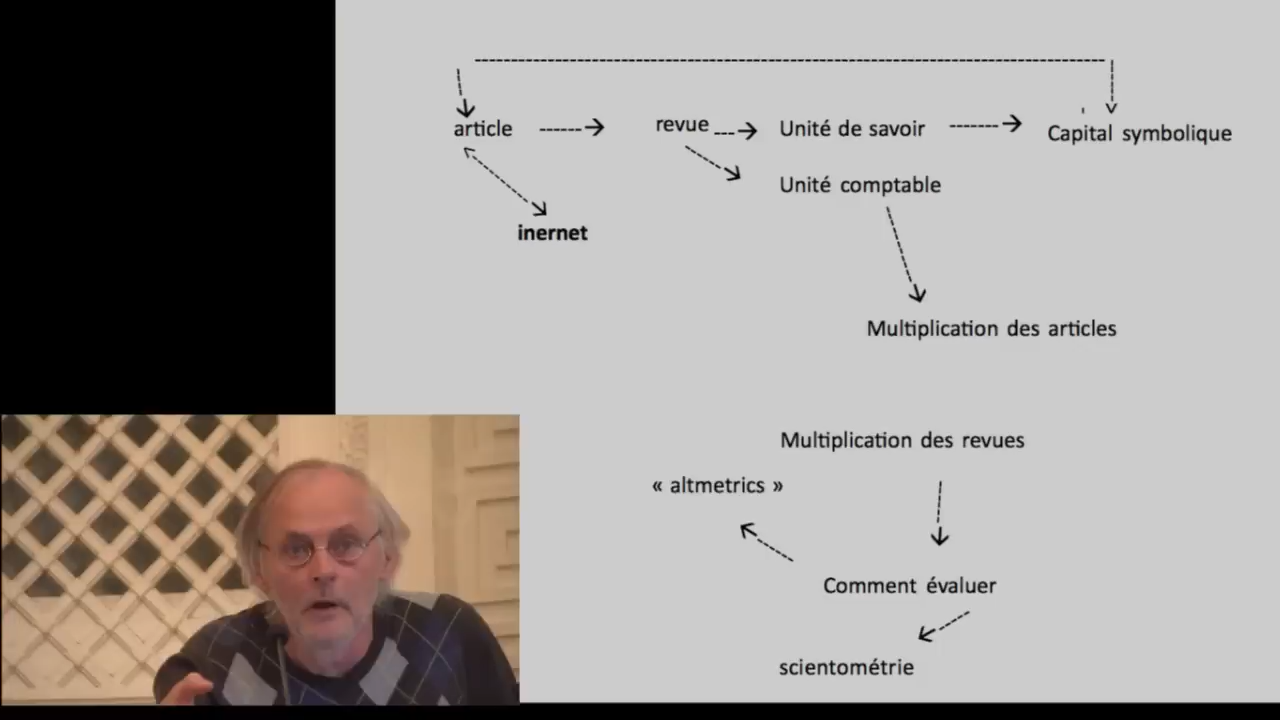 article
revue
Unité de savoir
Capital symbolique
Unité comptable
inernet
Multiplication des articles
Multiplication des revues
« altmetrics »
Comment évaluer
scientométrie